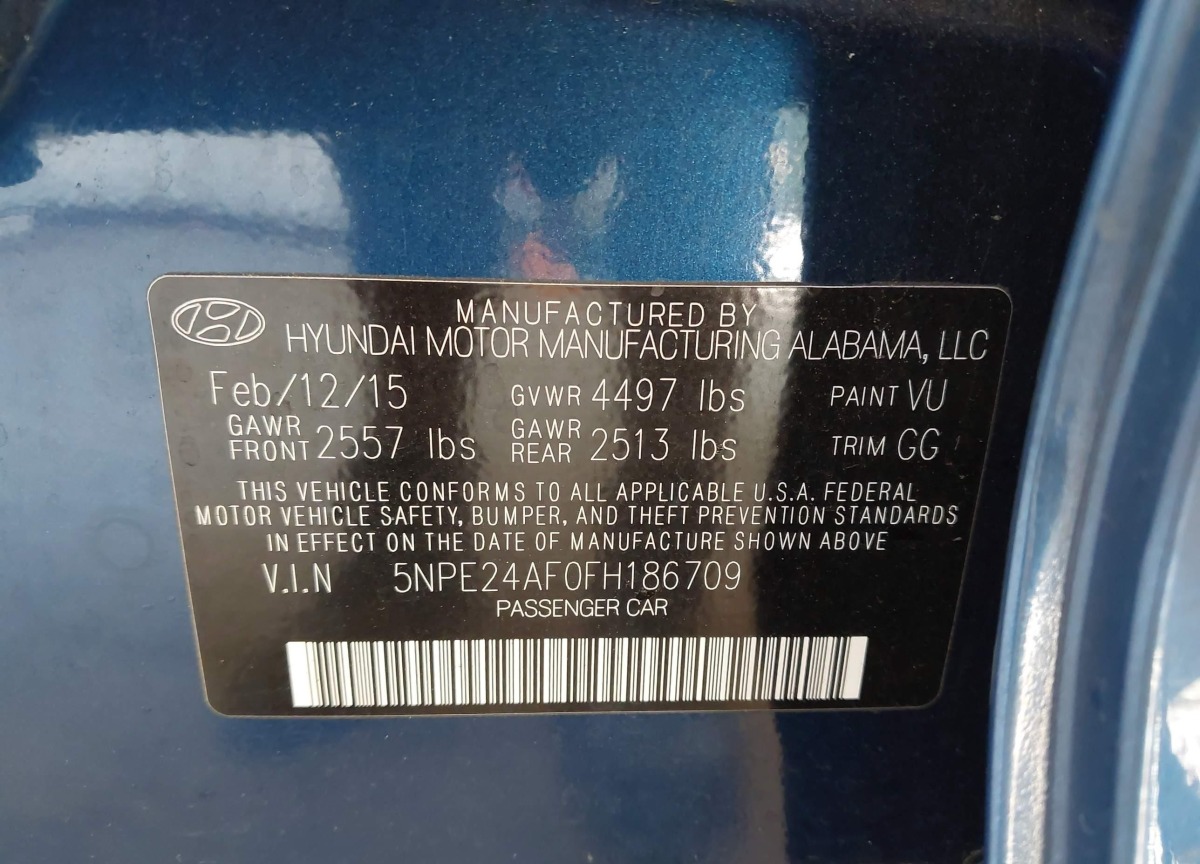 MANUFACTURED BY
HYUNDAI MOTOR MANUFACTURING ALABAMA, LLC
Feb/12/15 GVWR 4497 lbs PAINT VU
GAWR FRONT 2557 lbs GAWR REAR 2513 lbs TRIM GG
THIS VEHICLE CONFORMS TO ALL APPLICABLE U.S.A. FEDERAL
MOTOR VEHICLE SAFETY, BUMPER, AND THEFT PREVENTION STANDARDS
IN EFFECT ON THE DATE OF MANUFACTURE SHOWN ABOVE
V.I.N 5NPE24AF0FH186709
PASSENGER CAR